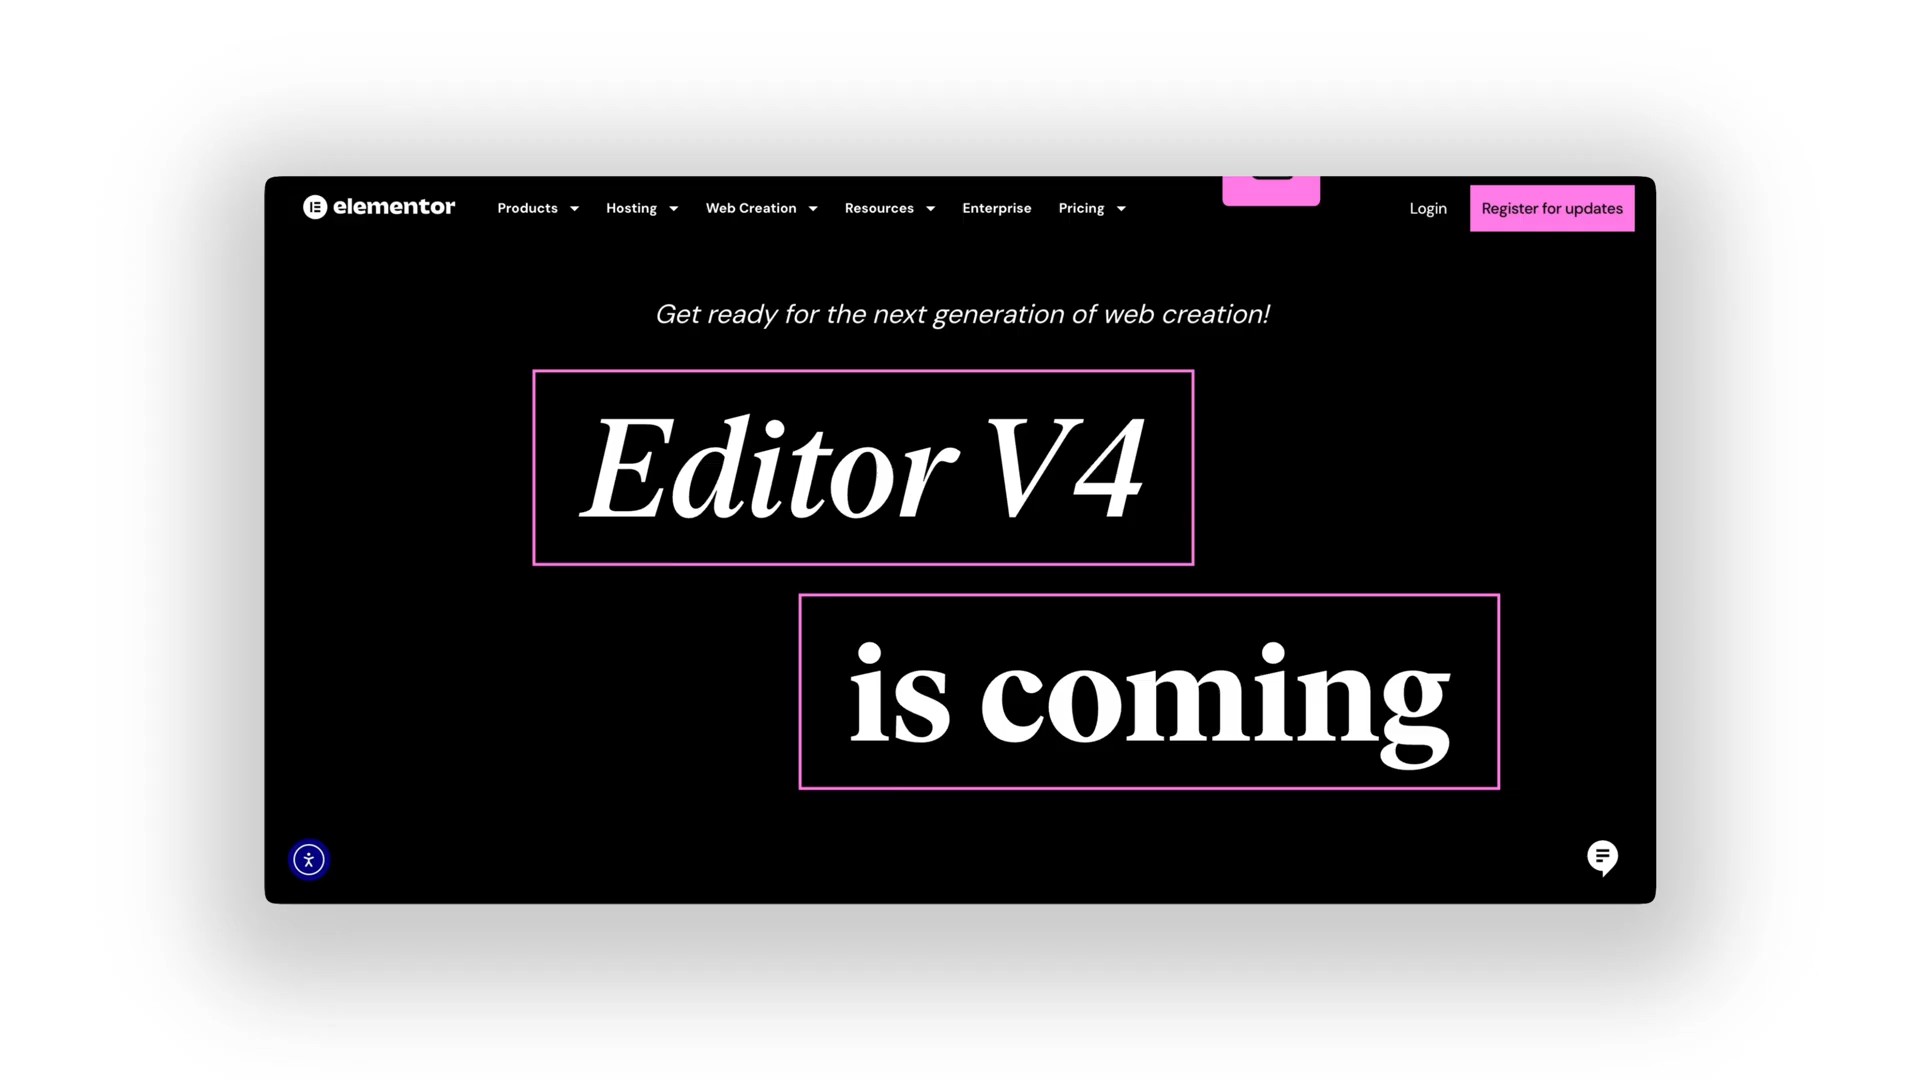 elementor Products Hosting Web Creation Resources Enterprise Pricing Login Register for updates
Get ready for the next generation of web creation!
Editor V4
is coming